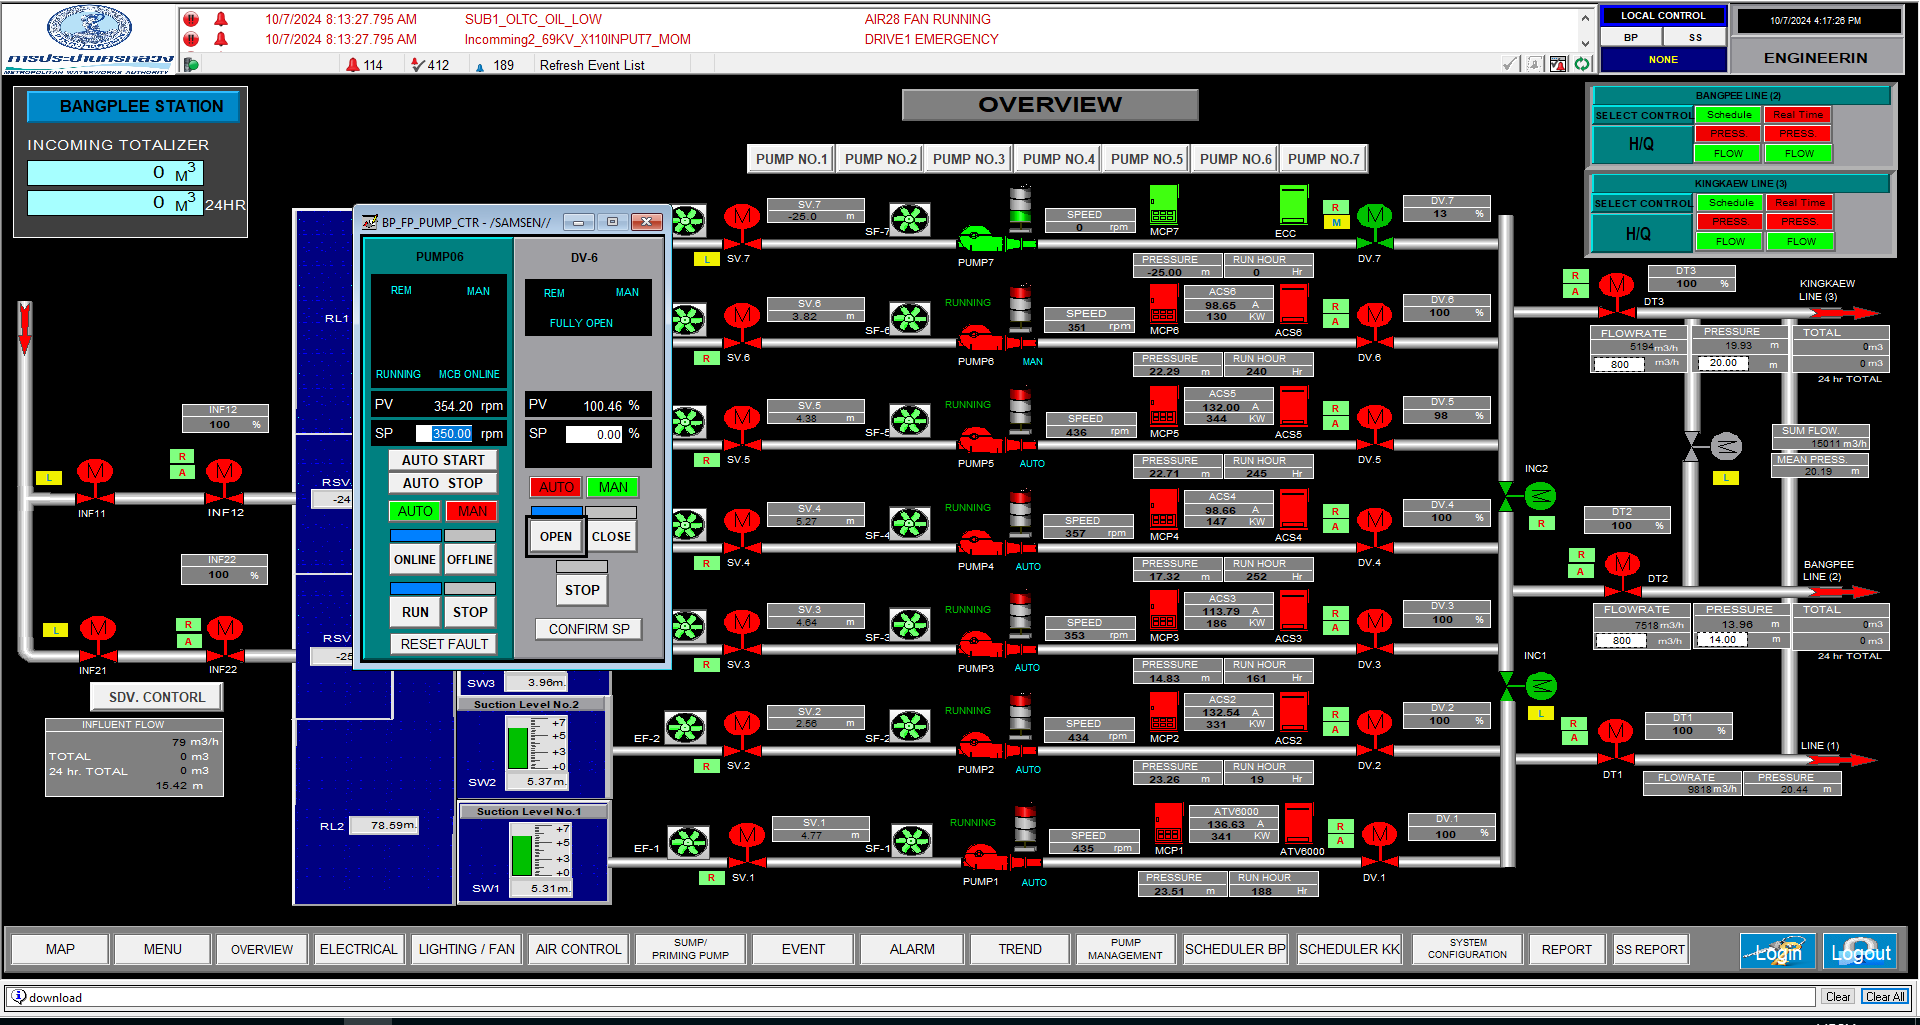 การประปานครหลวง
METROPOLITAN WATERWORKS AUTHORITY
10/7/2024 8:13:27.795 AM SUB1_OLTC_OIL_LOW AIR28 FAN RUNNING
10/7/2024 8:13:27.795 AM Incomming2_69KV_X110INPUT7_MOM DRIVE1 EMERGENCY
114 412 189 Refresh Event List
LOCAL CONTROL
BP SS
NONE
10/7/2024 4:17:26 PM
ENGINEERIN
BANGPLEE STATION
INCOMING TOTALIZER
0 M3
0 M3 24HR
OVERVIEW
PUMP NO.1 PUMP NO.2 PUMP NO.3 PUMP NO.4 PUMP NO.5 PUMP NO.6 PUMP NO.7
BANGPEE LINE (2)
SELECT CONTROL Schedule Real Time
H/Q PRESS. PRESS
FLOW FLOW
KINGKAEW LINE (3)
SELECT CONTROL Schedule Real Time
H/Q PRESS. PRESS.
FLOW FLOW
BP_FP_PUMP_CTR - /SAMSEN//
PUMP06 DV-6
REM MAN REM MAN
FULLY OPEN
RUNNING MCB ONLINE
PV 354.20 rpm PV 100.46 %
SP 350.00 rpm SP 0.00 %
AUTO START
AUTO STOP
AUTO MAN AUTO MAN
ONLINE OFFLINE OPEN CLOSE
RUN STOP STOP
RESET FAULT CONFIRM SP
SV.7
-25.0 m
L SV.7 SF-7 PUMP7
SPEED
0 rpm
MCP7 ECC
R
M
DV.7
13 %
DV.7
PRESSURE RUN HOUR
-25.00 m 0 Hr
SV.6
3.82 m
R SV.6 SF-6 RUNNING PUMP6 MAN
SPEED
351 rpm
MCP6
ACS6
98.65 A
130 KW
ACS6
R
A
DV.6
100 %
DV.6
PRESSURE RUN HOUR
22.29 m 240 Hr
SV.5
4.38 m
R SV.5 SF-5 RUNNING PUMP5 AUTO
SPEED
436 rpm
MCP5
ACS5
132.00 A
344 KW
ACS5
R
A
DV.5
98 %
DV.5
PRESSURE RUN HOUR
22.71 m 245 Hr
SV.4
5.27 m
R SV.4 SF-4 RUNNING PUMP4 AUTO
SPEED
357 rpm
MCP4
ACS4
98.66 A
147 KW
ACS4
R
A
DV.4
100 %
DV.4
PRESSURE RUN HOUR
17.32 m 252 Hr
SV.3
4.64 m
R SV.3 SF-3 RUNNING PUMP3 AUTO
SPEED
353 rpm
MCP3
ACS3
113.79 A
186 KW
ACS3
R
A
DV.3
100 %
DV.3
PRESSURE RUN HOUR
14.83 m 161 Hr
EF-2
SV.2
2.56 m
R SV.2 SF-2 RUNNING PUMP2 AUTO
SPEED
434 rpm
MCP2
ACS2
132.54 A
331 KW
ACS2
R
A
DV.2
100 %
DV.2
PRESSURE RUN HOUR
23.26 m 19 Hr
EF-1
SV.1
4.77 m
R SV.1 SF-1 RUNNING PUMP1 AUTO
SPEED
435 rpm
MCP1
ATV6000
136.63 A
341 KW
ATV6000
R
A
DV.1
100 %
DV.1
PRESSURE RUN HOUR
23.51 m 188 Hr
RL1
RSV
-24
RSV
-25
INF12
100 %
L R
A
INF11 INF12
INF22
100 %
L R
A
INF21 INF22
SDV. CONTORL
INFLUENT FLOW
79 m3/h
TOTAL 0 m3
24 hr. TOTAL 0 m3
15.42 m
RL2 78.59m.
SW3 3.96m.
Suction Level No.2
+7
+5
+3
+0
SW2 5.37m.
Suction Level No.1
+7
+5
+3
+0
SW1 5.31m.
R
A
DT3
DT3
100 %
KINGKAEW
LINE (3)
FLOWRATE PRESSURE TOTAL
5194 m3/h 19.93 m 0m3
800 m3/h 20.00 m 0m3
24 hr TOTAL
L
SUM FLOW.
15011 m3/h
MEAN PRESS.
20.19 m
INC2
R
DT2
100 %
R
A
DT2
BANGPEE
LINE (2)
FLOWRATE PRESSURE TOTAL
7518 m3/h 13.96 m 0m3
800 m3/h 14.00 m 0m3
24 hr TOTAL
INC1
L
R
A
DT1
DT1
100 %
LINE (1)
FLOWRATE PRESSURE
9818 m3/h 20.44 m
MAP MENU OVERVIEW ELECTRICAL LIGHTING / FAN AIR CONTROL SUMP/ PRIMING PUMP EVENT ALARM TREND PUMP MANAGEMENT SCHEDULER BP SCHEDULER KK SYSTEM CONFIGURATION REPORT SS REPORT Login Logout
download Clear Clear All